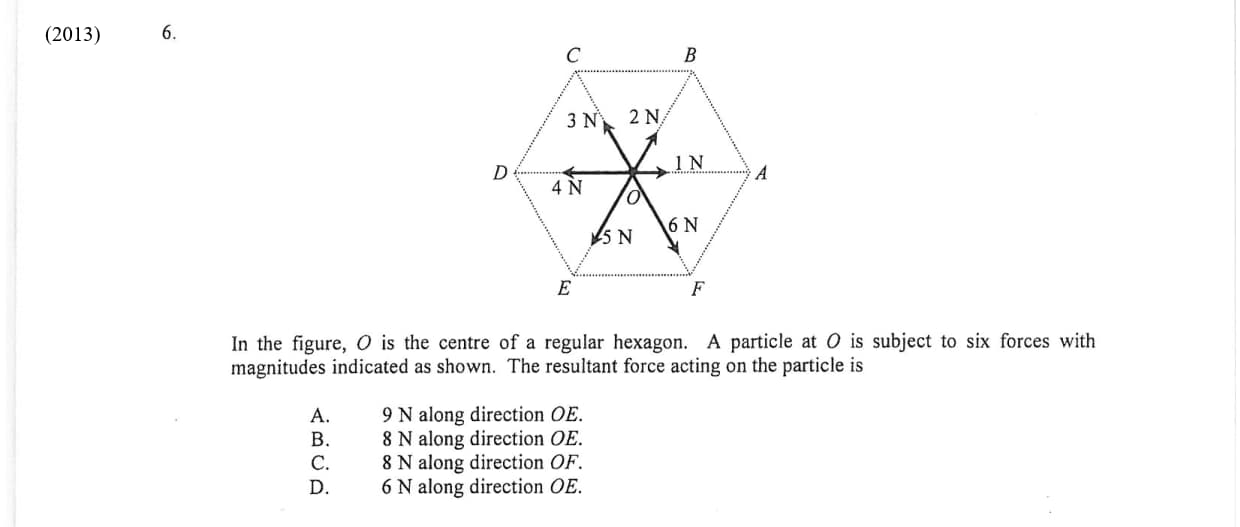 (2013) 6.
C B
3 N 2 N
1 N
D A
4 N
O
5 N 6 N
E F
In the figure, O is the centre of a regular hexagon. A particle at O is subject to six forces with
magnitudes indicated as shown. The resultant force acting on the particle is
A. 9 N along direction OE.
B. 8 N along direction OE.
C. 8 N along direction OF.
D. 6 N along direction OE.